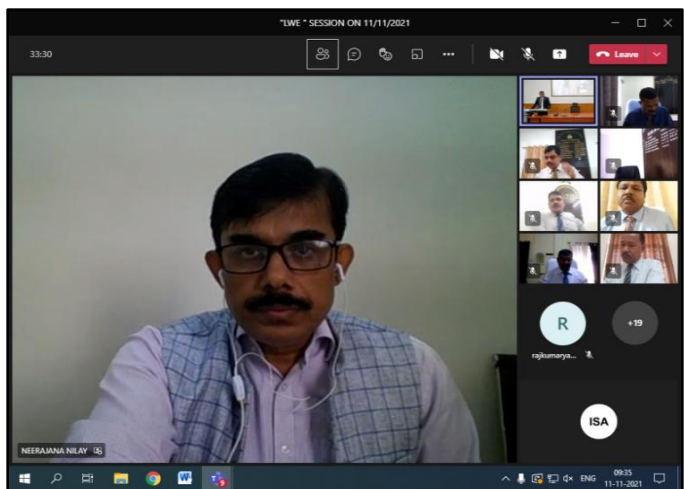 "LWE " SESSION ON 11/11/2021
33:30
Leave
R
+19
rajkumarya...
ISA
NEERAJANA NILAY
ENG
09:35
11-11-2021